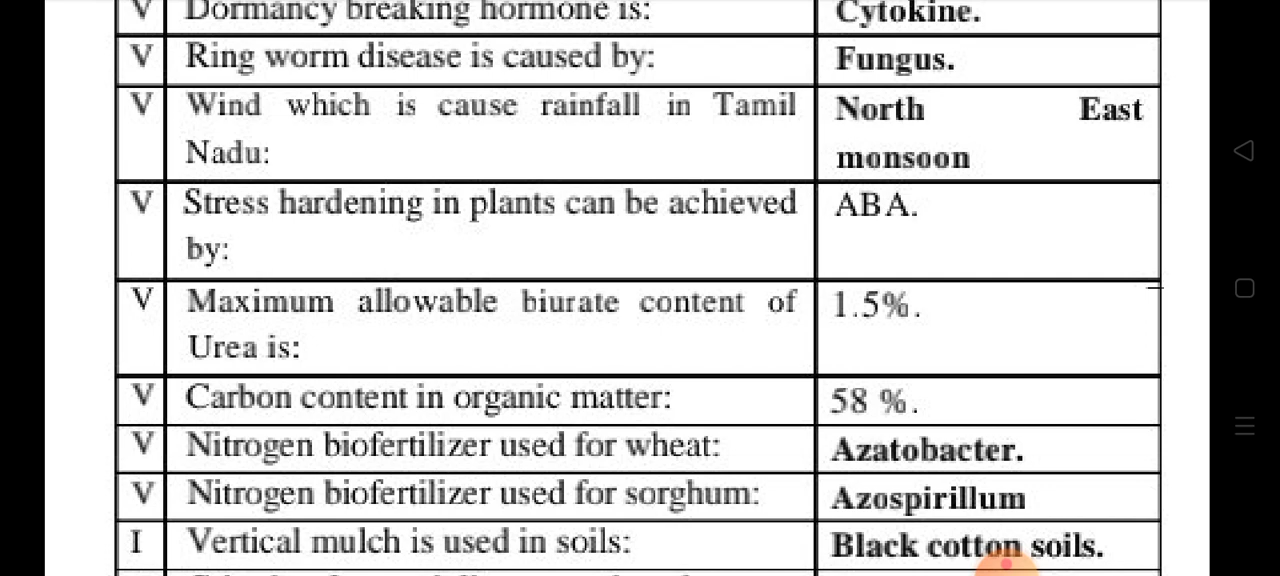 V Dormancy breaking hormone is: Cytokine.
V Ring worm disease is caused by: Fungus.
V Wind which is cause rainfall in Tamil North East
Nadu: monsoon
V Stress hardening in plants can be achieved ABA.
by:
V Maximum allowable biurate content of 1.5%.
Urea is:
V Carbon content in organic matter: 58 %.
V Nitrogen biofertilizer used for wheat: Azatobacter.
V Nitrogen biofertilizer used for sorghum: Azospirillum
I Vertical mulch is used in soils: Black cotton soils.